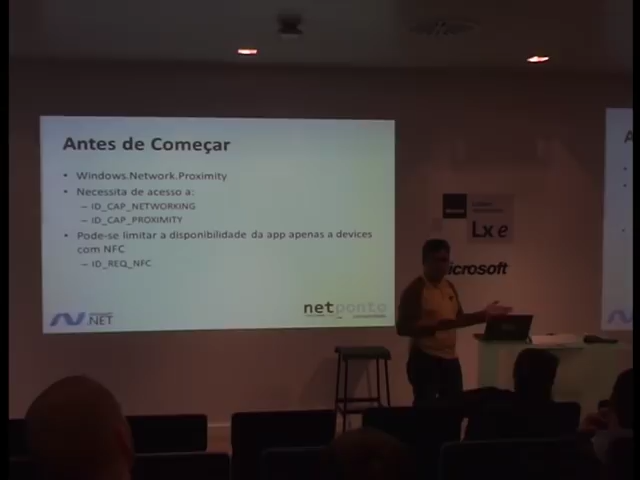 Antes de Começar
• Windows.Network.Proximity
• Necessita de acesso a:
– ID_CAP_NETWORKING
– ID_CAP_PROXIMITY
• Pode-se limitar a disponibilidade da app apenas a devices
com NFC
– ID_REQ_NFC
.NET
netponto
Lx e
icrosoft